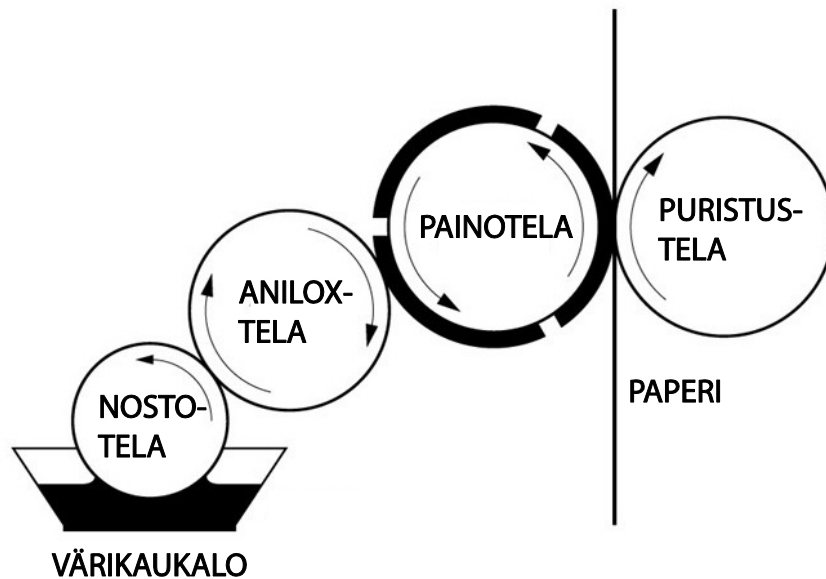 PURISTUS-
TELA
PAINOTELA
ANILOX-
TELA
PAPERI
NOSTO-
TELA
VÄRIKAUKALO